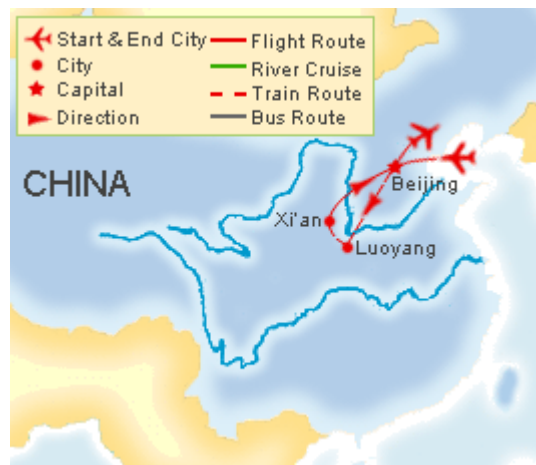 Start & End City
Flight Route
City
River Cruise
Capital
Train Route
Direction
Bus Route
CHINA
Beijing
Xi'an
Luoyang